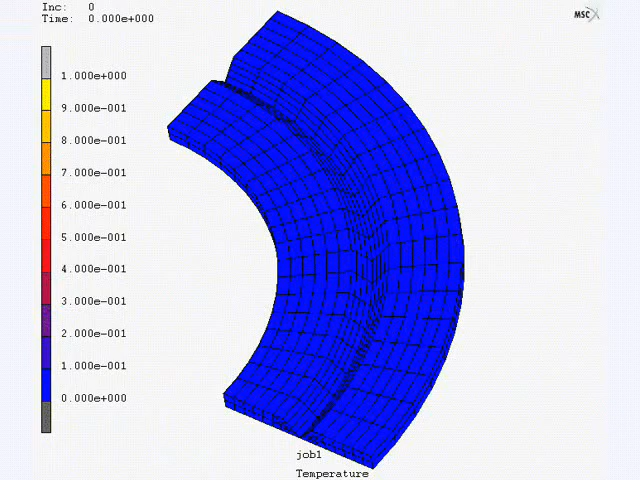 Inc: 0
Time: 0.000e+000
MSC
1.000e+000
9.000e-001
8.000e-001
7.000e-001
6.000e-001
5.000e-001
4.000e-001
3.000e-001
2.000e-001
1.000e-001
0.000e+000
job1
Temperature